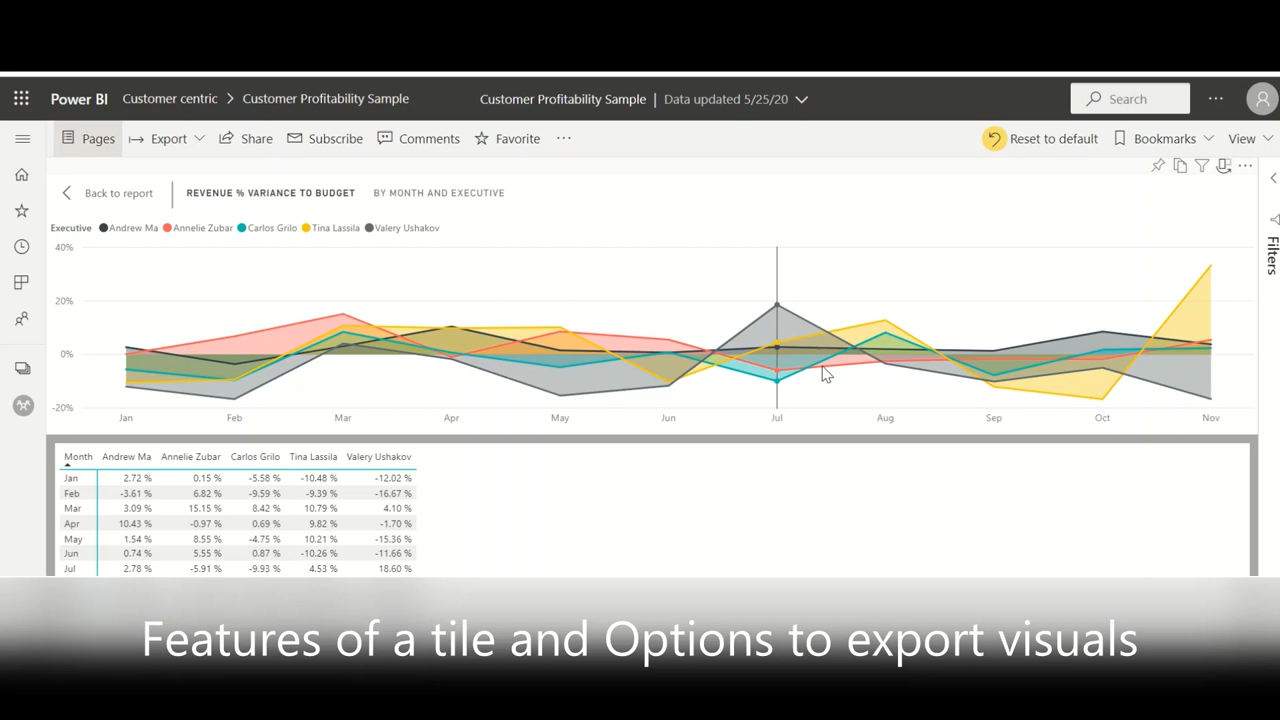 Power BI Customer centric > Customer Profitability Sample Customer Profitability Sample | Data updated 5/25/20 Search ...
Pages Export Share Subscribe Comments Favorite ... Reset to default Bookmarks View
Back to report REVENUE % VARIANCE TO BUDGET BY MONTH AND EXECUTIVE
Filters
Executive Andrew Ma Annelie Zubar Carlos Grilo Tina Lassila Valery Ushakov
40%
20%
0%
-20%
Jan Feb Mar Apr May Jun Jul Aug Sep Oct Nov
Month Andrew Ma Annelie Zubar Carlos Grilo Tina Lassila Valery Ushakov
Jan 2.72 % 0.15 % -5.58 % -10.48 % -12.02 %
Feb -3.61 % 6.82 % -9.59 % -9.39 % -16.67 %
Mar 3.09 % 15.15 % 8.42 % 10.79 % 4.10 %
Apr 10.43 % -0.97 % 0.69 % 9.82 % -1.70 %
May 1.54 % 8.55 % -4.75 % 10.21 % -15.36 %
Jun 0.74 % 5.55 % 0.87 % -10.26 % -11.66 %
Jul 2.78 % -5.91 % -9.93 % 4.53 % 18.60 %
Features of a tile and Options to export visuals